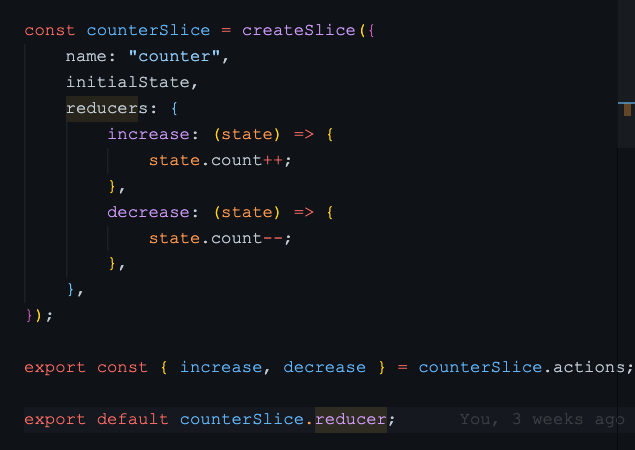 const counterSlice = createSlice({
    name: "counter",
    initialState,
    reducers: {
        increase: (state) => {
            state.count++;
        },
        decrease: (state) => {
            state.count--;
        },
    },
});

export const { increase, decrease } = counterSlice.actions;

export default counterSlice.reducer; You, 3 weeks ago